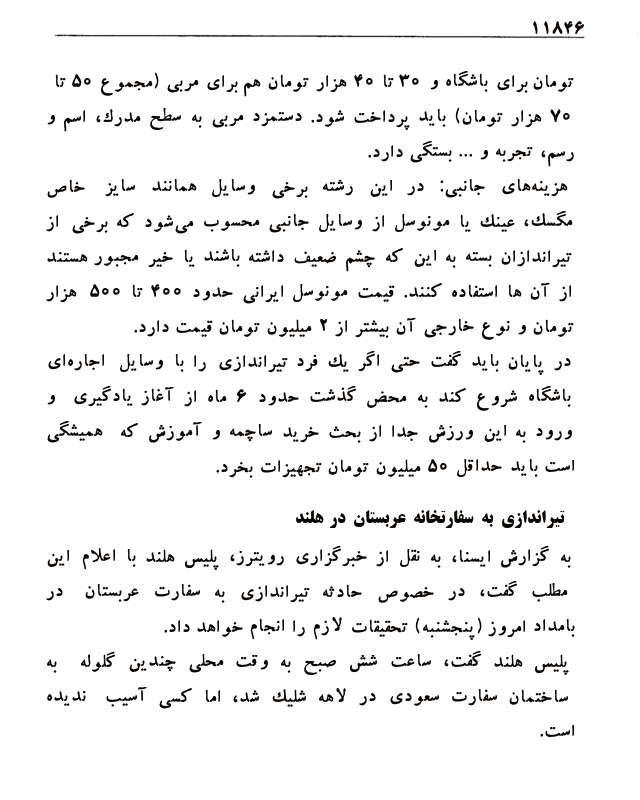 ۱۱۸۴۶
تومان برای باشگاه و ۳۰ تا ۴۰ هزار تومان هم برای مربی (مجموع ۵۰ تا
۷۰ هزار تومان) باید پرداخت شود. دستمزد مربی به سطح مدرك، اسم و
رسم، تجربه و ... بستگی دارد.
هزینه‌های جانبی: در این رشته برخی وسایل همانند سایز خاص
مگسك، عینك یا مونوسل از وسایل جانبی محسوب می‌شود که برخی از
تیراندازان بسته به این که چشم ضعیف داشته باشند یا خیر مجبور هستند
از آن ها استفاده کنند. قیمت مونوسل ایرانی حدود ۴۰۰ تا ۵۰۰ هزار
تومان و نوع خارجی آن بیشتر از ۲ میلیون تومان قیمت دارد.
در پایان باید گفت حتی اگر یك فرد تیراندازی را با وسایل اجاره‌ای
باشگاه شروع کند به محض گذشت حدود ۶ ماه از آغاز یادگیری و
ورود به این ورزش جدا از بحث خرید ساچمه و آموزش که همیشگی
است باید حداقل ۵۰ میلیون تومان تجهیزات بخرد.
تیراندازی به سفارتخانه عربستان در هلند
به گزارش ایسنا، به نقل از خبرگزاری رویترز، پلیس هلند با اعلام این
مطلب گفت، در خصوص حادثه تیراندازی به سفارت عربستان در
بامداد امروز (پنجشنبه) تحقیقات لازم را انجام خواهد داد.
پلیس هلند گفت، ساعت شش صبح به وقت محلی چندین گلوله به
ساختمان سفارت سعودی در لاهه شلیك شد، اما کسی آسیب ندیده
است.